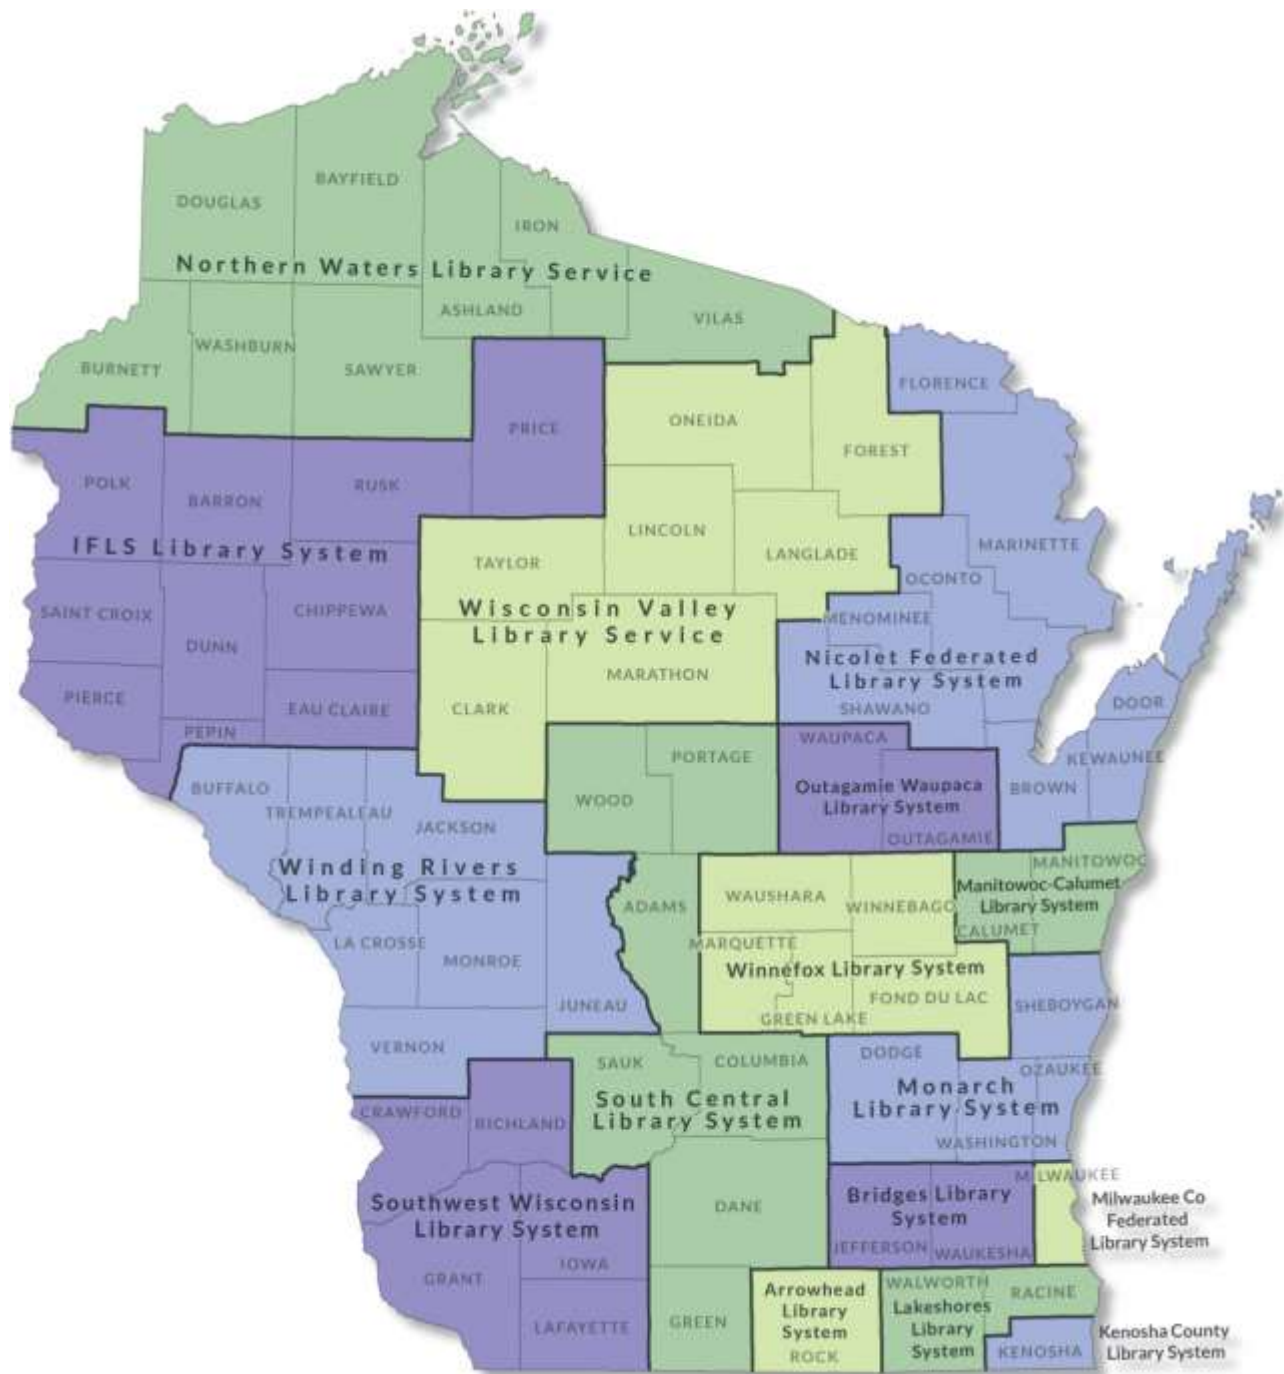 BAYFIELD
DOUGLAS
IRON
Northern Waters Library Service
ASHLAND
VILAS
WASHBURN
BURNETT
SAWYER
FLORENCE
ONEIDA
PRICE
FOREST
POLK
RUSK
BARRON
LINCOLN
MARINETTE
IFLS Library System
TAYLOR
LANGLADE
OCONTO
SAINT CROIX
CHIPPEWA
Wisconsin Valley
Library Service
MENOMINEE
DUNN
Nicolet Federated
Library System
MARATHON
PIERCE
EAU CLAIRE
CLARK
SHAWANO
DOOR
PEPIN
WAUPACA
PORTAGE
KEWAUNEE
BUFFALO
Outagamie Waupaca
Library System
BROWN
WOOD
TREMPEALEAU
JACKSON
OUTAGAMIE
MANITOWOC
Winding Rivers
Library System
Manitowoc-Calumet
Library System
WAUSHARA
ADAMS
WINNEBAGO
CALUMET
LA CROSSE
MARQUETTE
MONROE
Winnefox Library System
FOND DU LAC
JUNEAU
SHEBOYGAN
GREEN LAKE
VERNON
DODGE
SAUK
COLUMBIA
OZAUKEE
Monarch
Library System
South Central
Library System
CRAWFORD
RICHLAND
WASHINGTON
MILWAUKEE
Milwaukee Co
Federated
Library System
Bridges Library
System
Southwest Wisconsin
Library System
DANE
JEFFERSON
WAUKESHA
IOWA
GRANT
WALWORTH
RACINE
Arrowhead
Library
System
ROCK
Lakeshores
Library
System
GREEN
LAFAYETTE
KENOSHA
Kenosha County
Library System